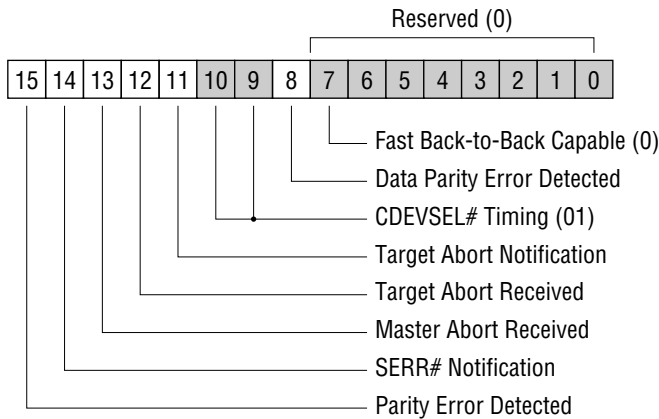 Reserved (0)
15 14 13 12 11 10 9 8 7 6 5 4 3 2 1 0
Fast Back-to-Back Capable (0)
Data Parity Error Detected
CDEVSEL# Timing (01)
Target Abort Notification
Target Abort Received
Master Abort Received
SERR# Notification
Parity Error Detected